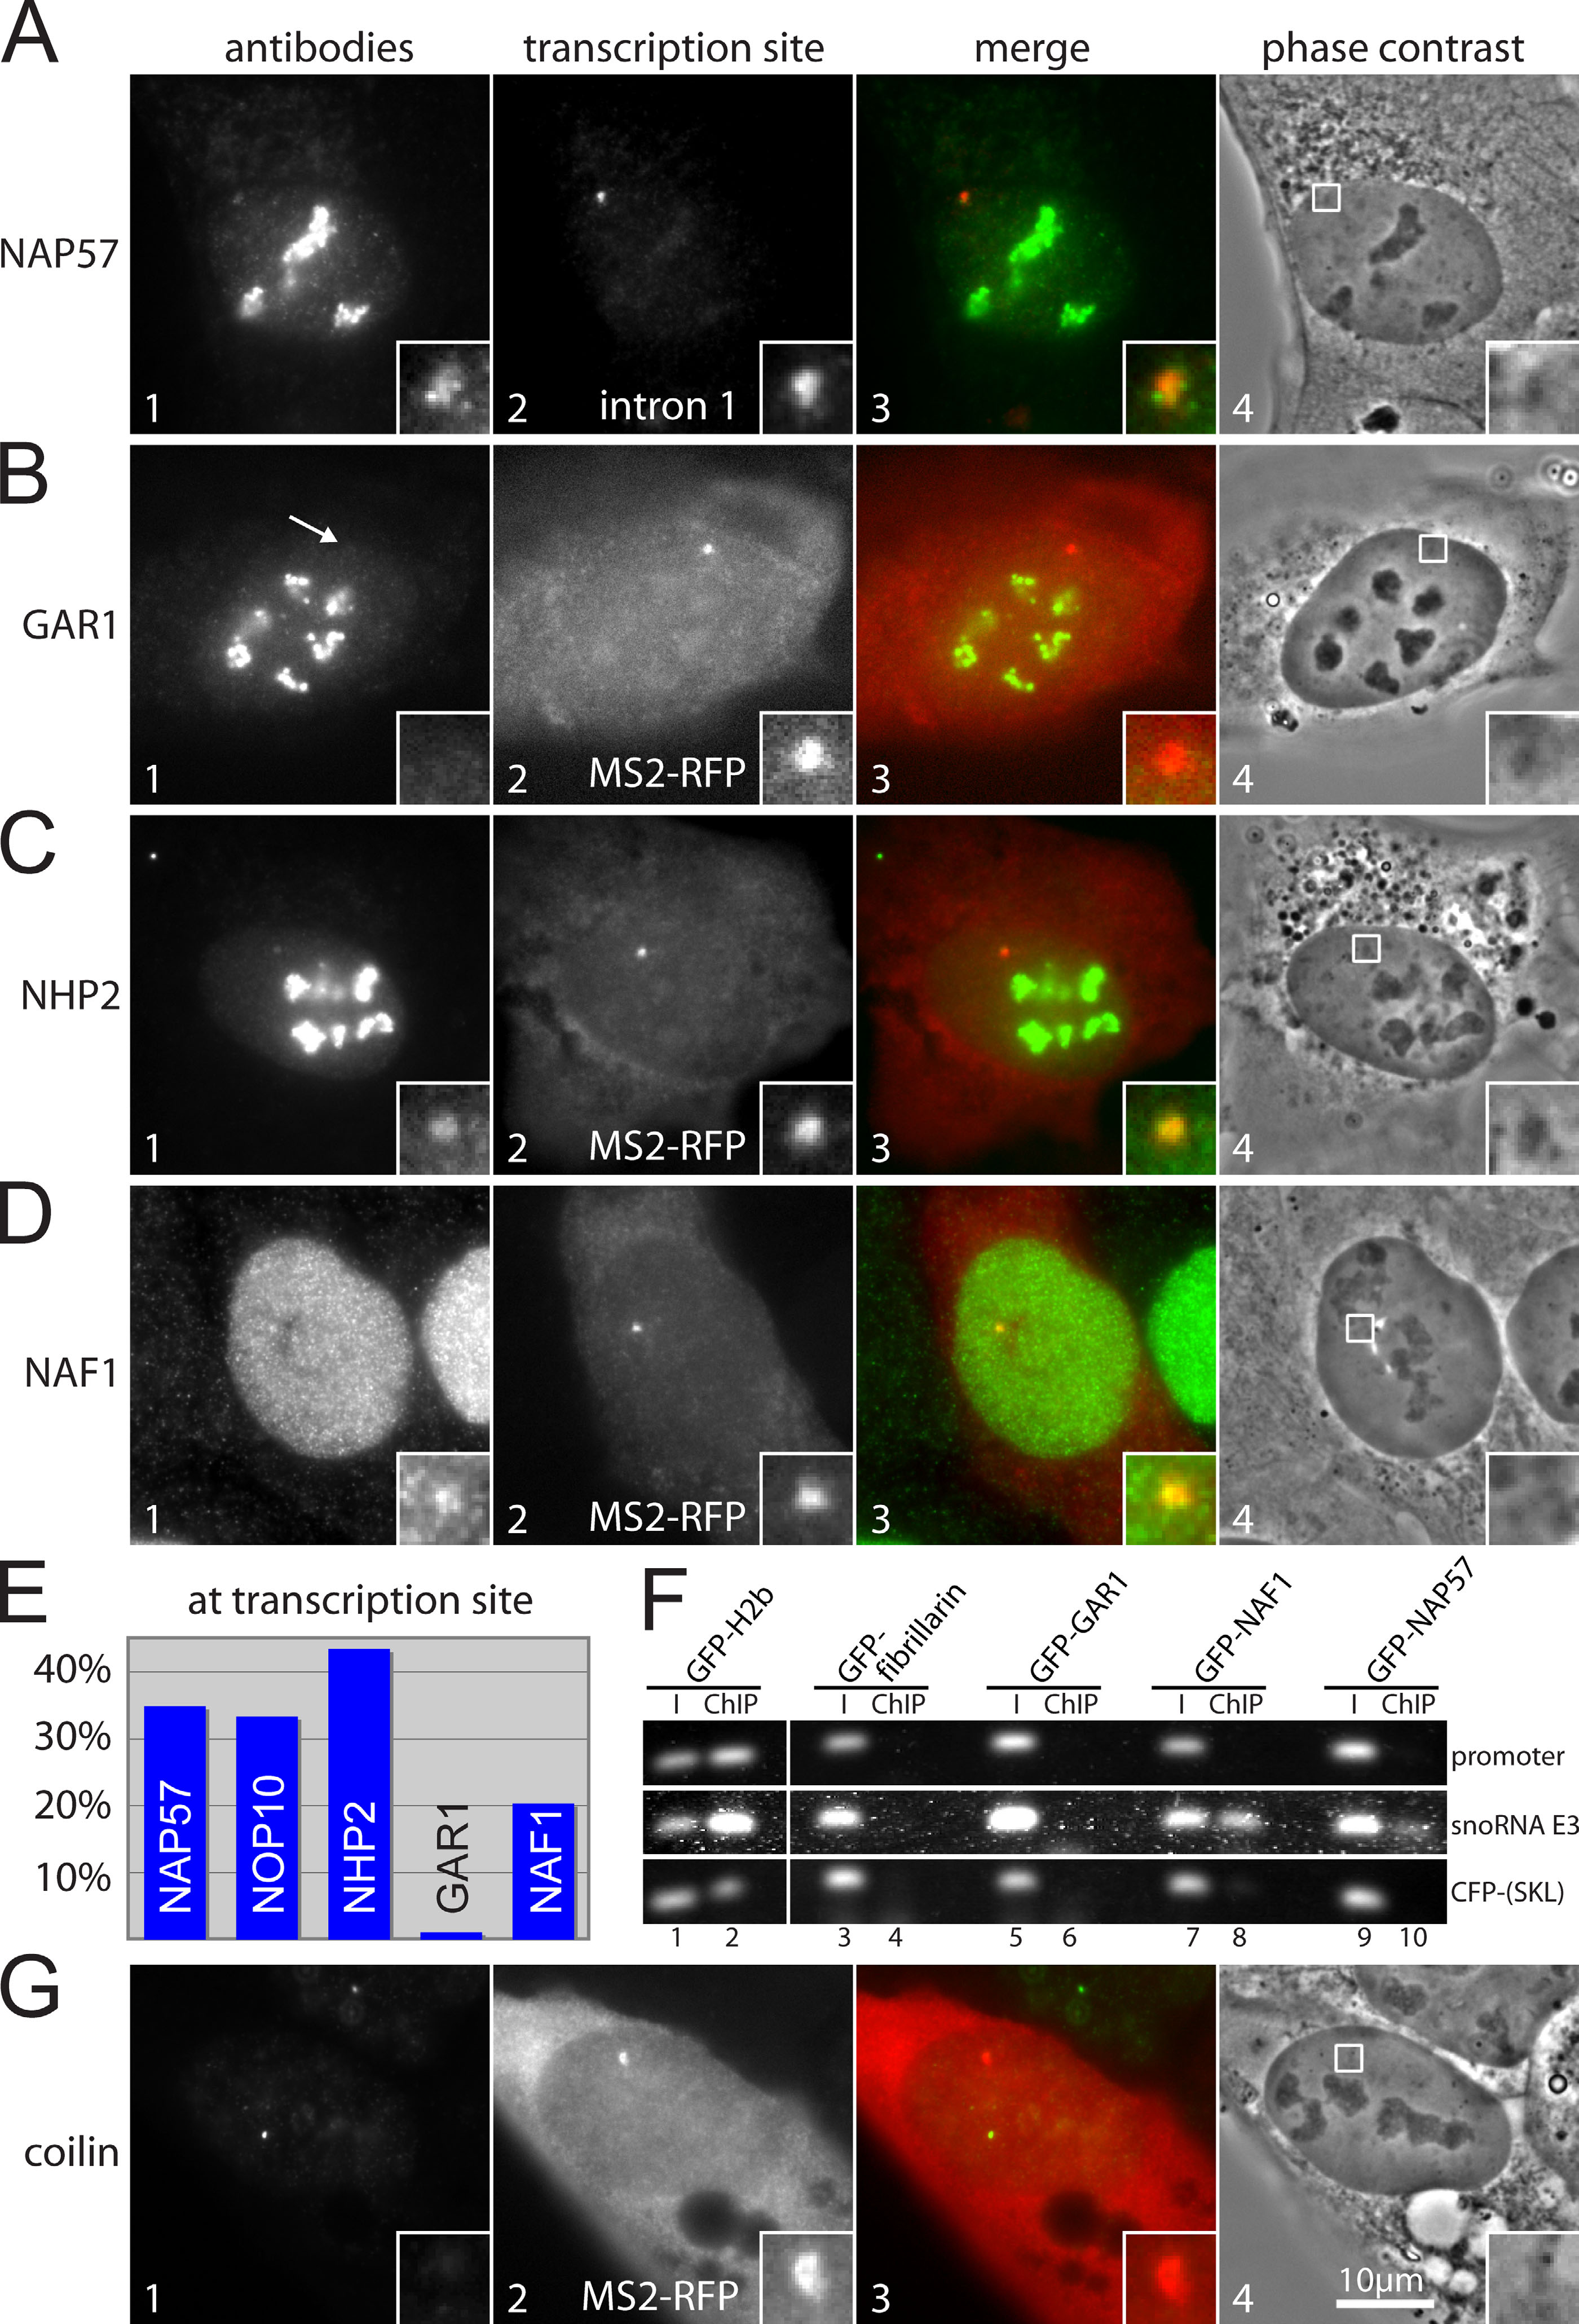 A
antibodies transcription site merge phase contrast
NAP57
1 2 intron 1 3 4
B
GAR1
1 2 MS2-RFP 3 4
C
NHP2
1 2 MS2-RFP 3 4
D
NAF1
1 2 MS2-RFP 3 4
E
at transcription site
40%
30%
20%
10%
NAP57 NOP10 NHP2 GAR1 NAF1
F
GFP-H2b GFP-fibrillarin GFP-GAR1 GFP-NAF1 GFP-NAP57
I ChIP I ChIP I ChIP I ChIP I ChIP
promoter
snoRNA E3
CFP-(SKL)
1 2 3 4 5 6 7 8 9 10
G
coilin
1 2 MS2-RFP 3 4 10µm